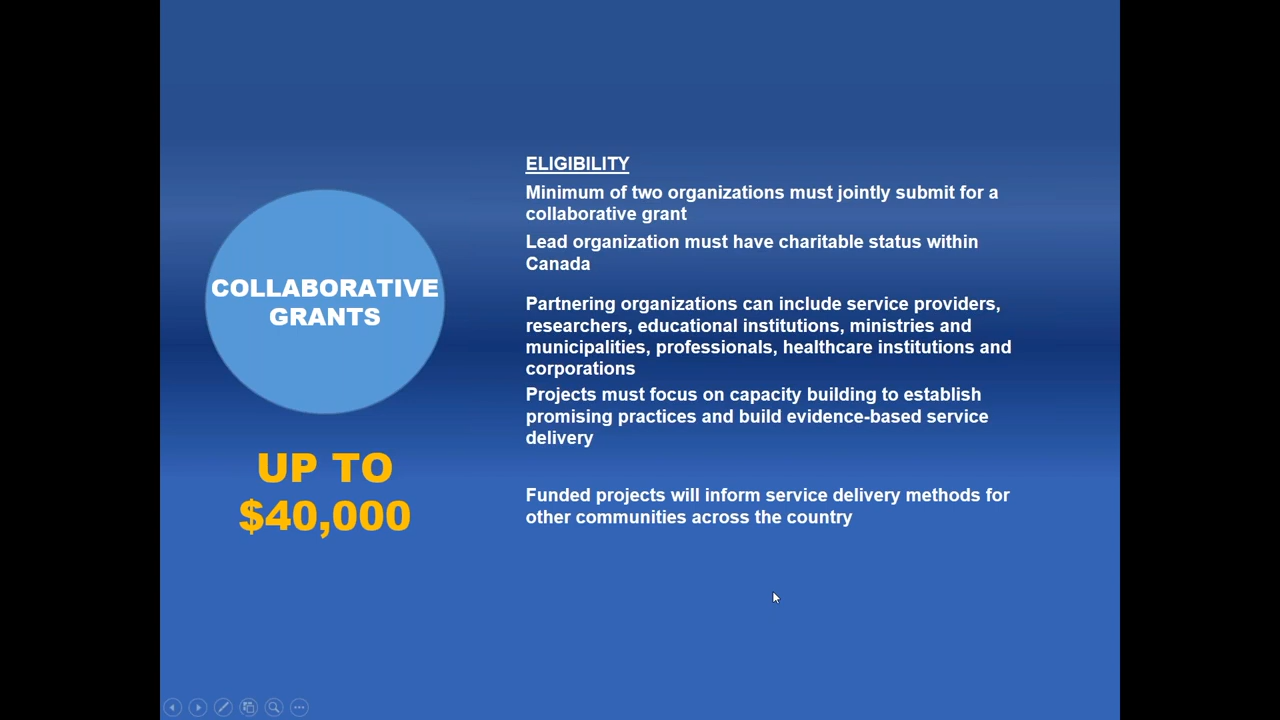 COLLABORATIVE
GRANTS
UP TO
$40,000
ELIGIBILITY
Minimum of two organizations must jointly submit for a
collaborative grant
Lead organization must have charitable status within
Canada
Partnering organizations can include service providers,
researchers, educational institutions, ministries and
municipalities, professionals, healthcare institutions and
corporations
Projects must focus on capacity building to establish
promising practices and build evidence-based service
delivery
Funded projects will inform service delivery methods for
other communities across the country